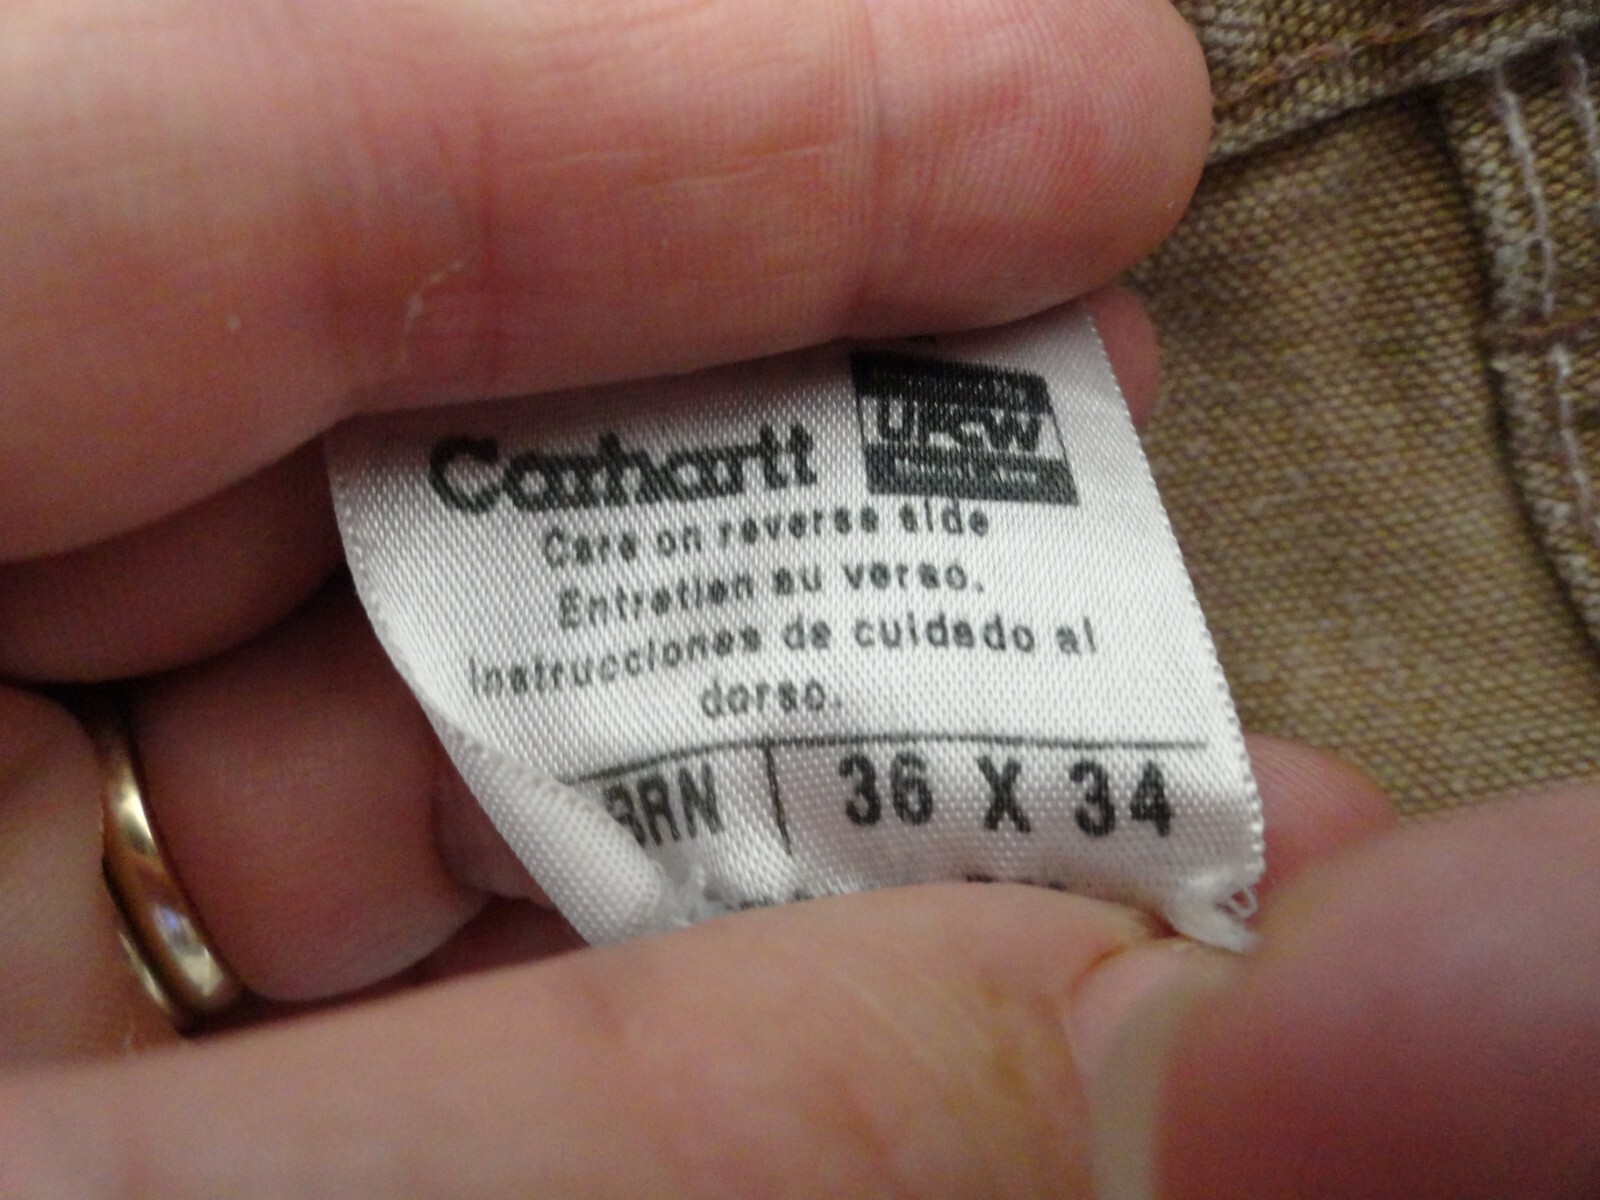 Carhartt
UFCW
Care on reverse side
Entretien au verso.
Instrucciones de cuidado al
dorso.
BRN 36 X 34